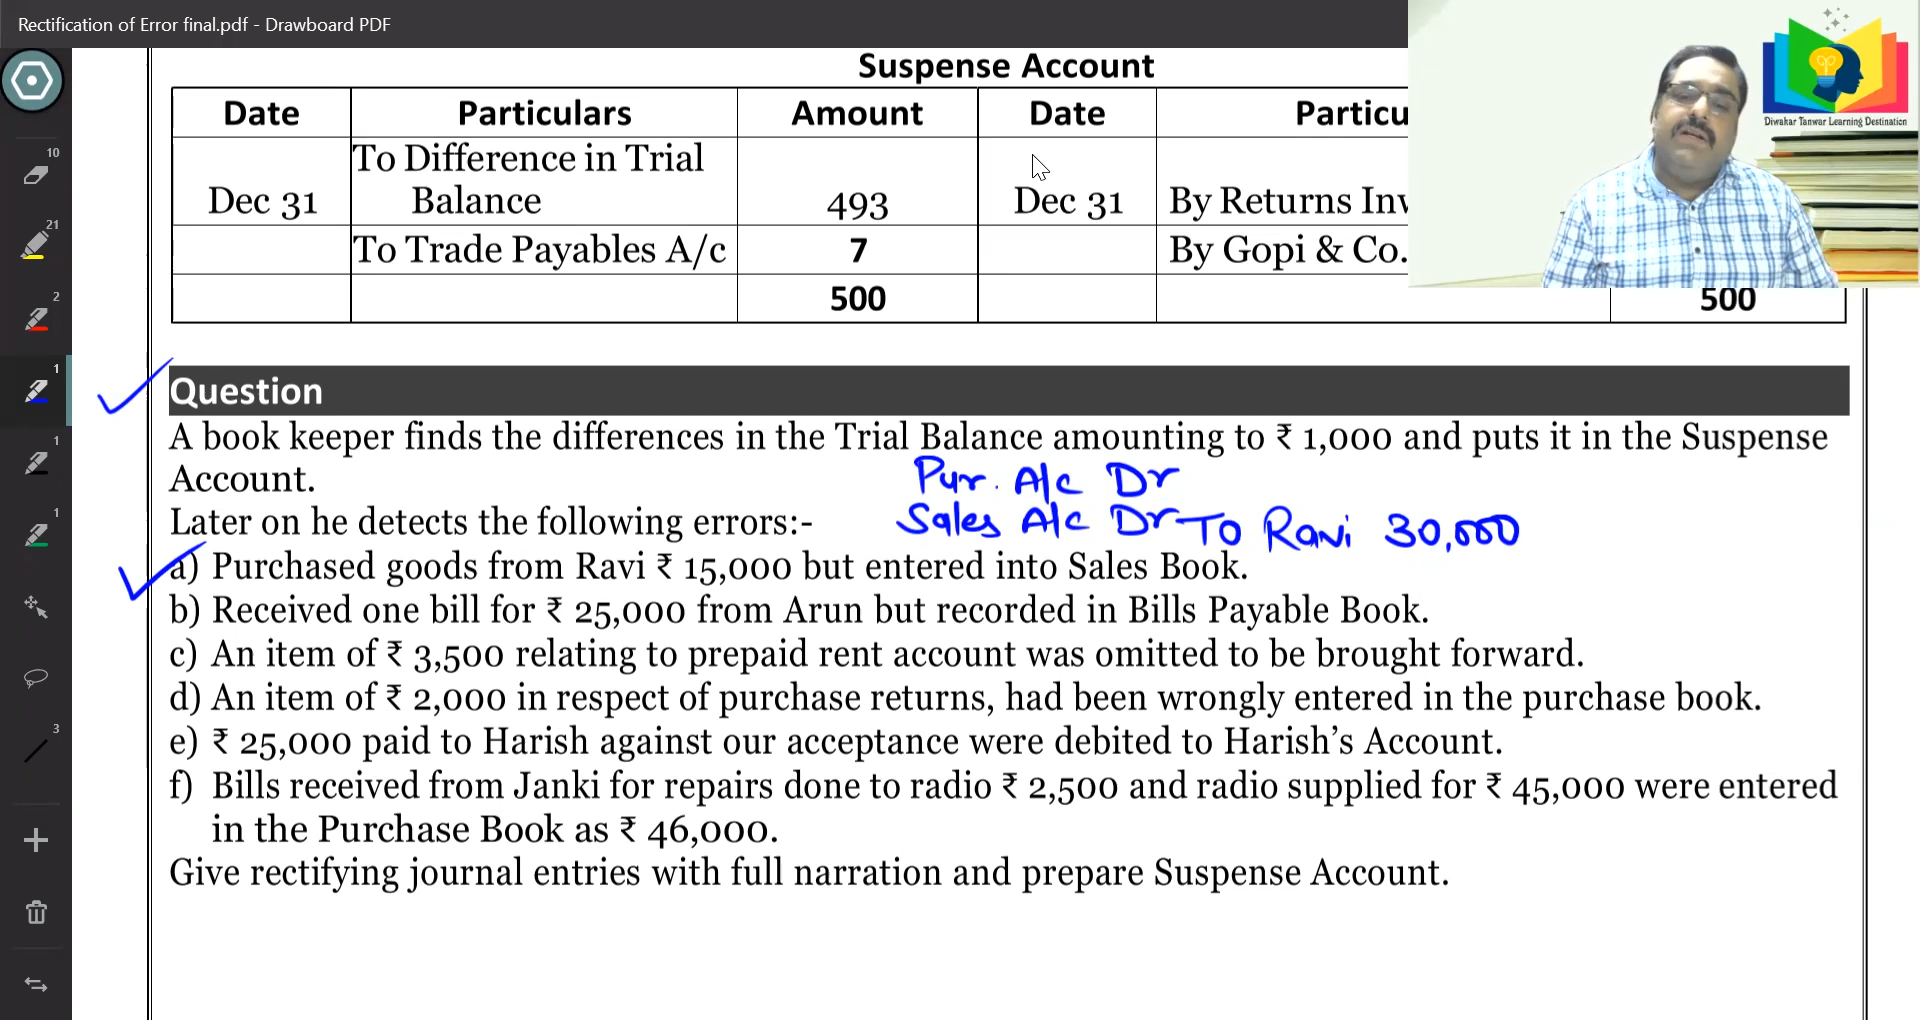 Rectification of Error final.pdf - Drawboard PDF
Suspense Account
Date Particulars Amount Date Particu
Diwakar Tanwar Learning Destination
To Difference in Trial
Dec 31 Balance 493 Dec 31 By Returns Inv
To Trade Payables A/c 7 By Gopi & Co.
500 500
10
21
2
1
1
1
3
Question
A book keeper finds the differences in the Trial Balance amounting to ₹ 1,000 and puts it in the Suspense
Account.
Pur. A/c Dr
Later on he detects the following errors:-
Sales A/c Dr To Ravi 30,000
a) Purchased goods from Ravi ₹ 15,000 but entered into Sales Book.
b) Received one bill for ₹ 25,000 from Arun but recorded in Bills Payable Book.
c) An item of ₹ 3,500 relating to prepaid rent account was omitted to be brought forward.
d) An item of ₹ 2,000 in respect of purchase returns, had been wrongly entered in the purchase book.
e) ₹ 25,000 paid to Harish against our acceptance were debited to Harish’s Account.
f) Bills received from Janki for repairs done to radio ₹ 2,500 and radio supplied for ₹ 45,000 were entered
in the Purchase Book as ₹ 46,000.
Give rectifying journal entries with full narration and prepare Suspense Account.